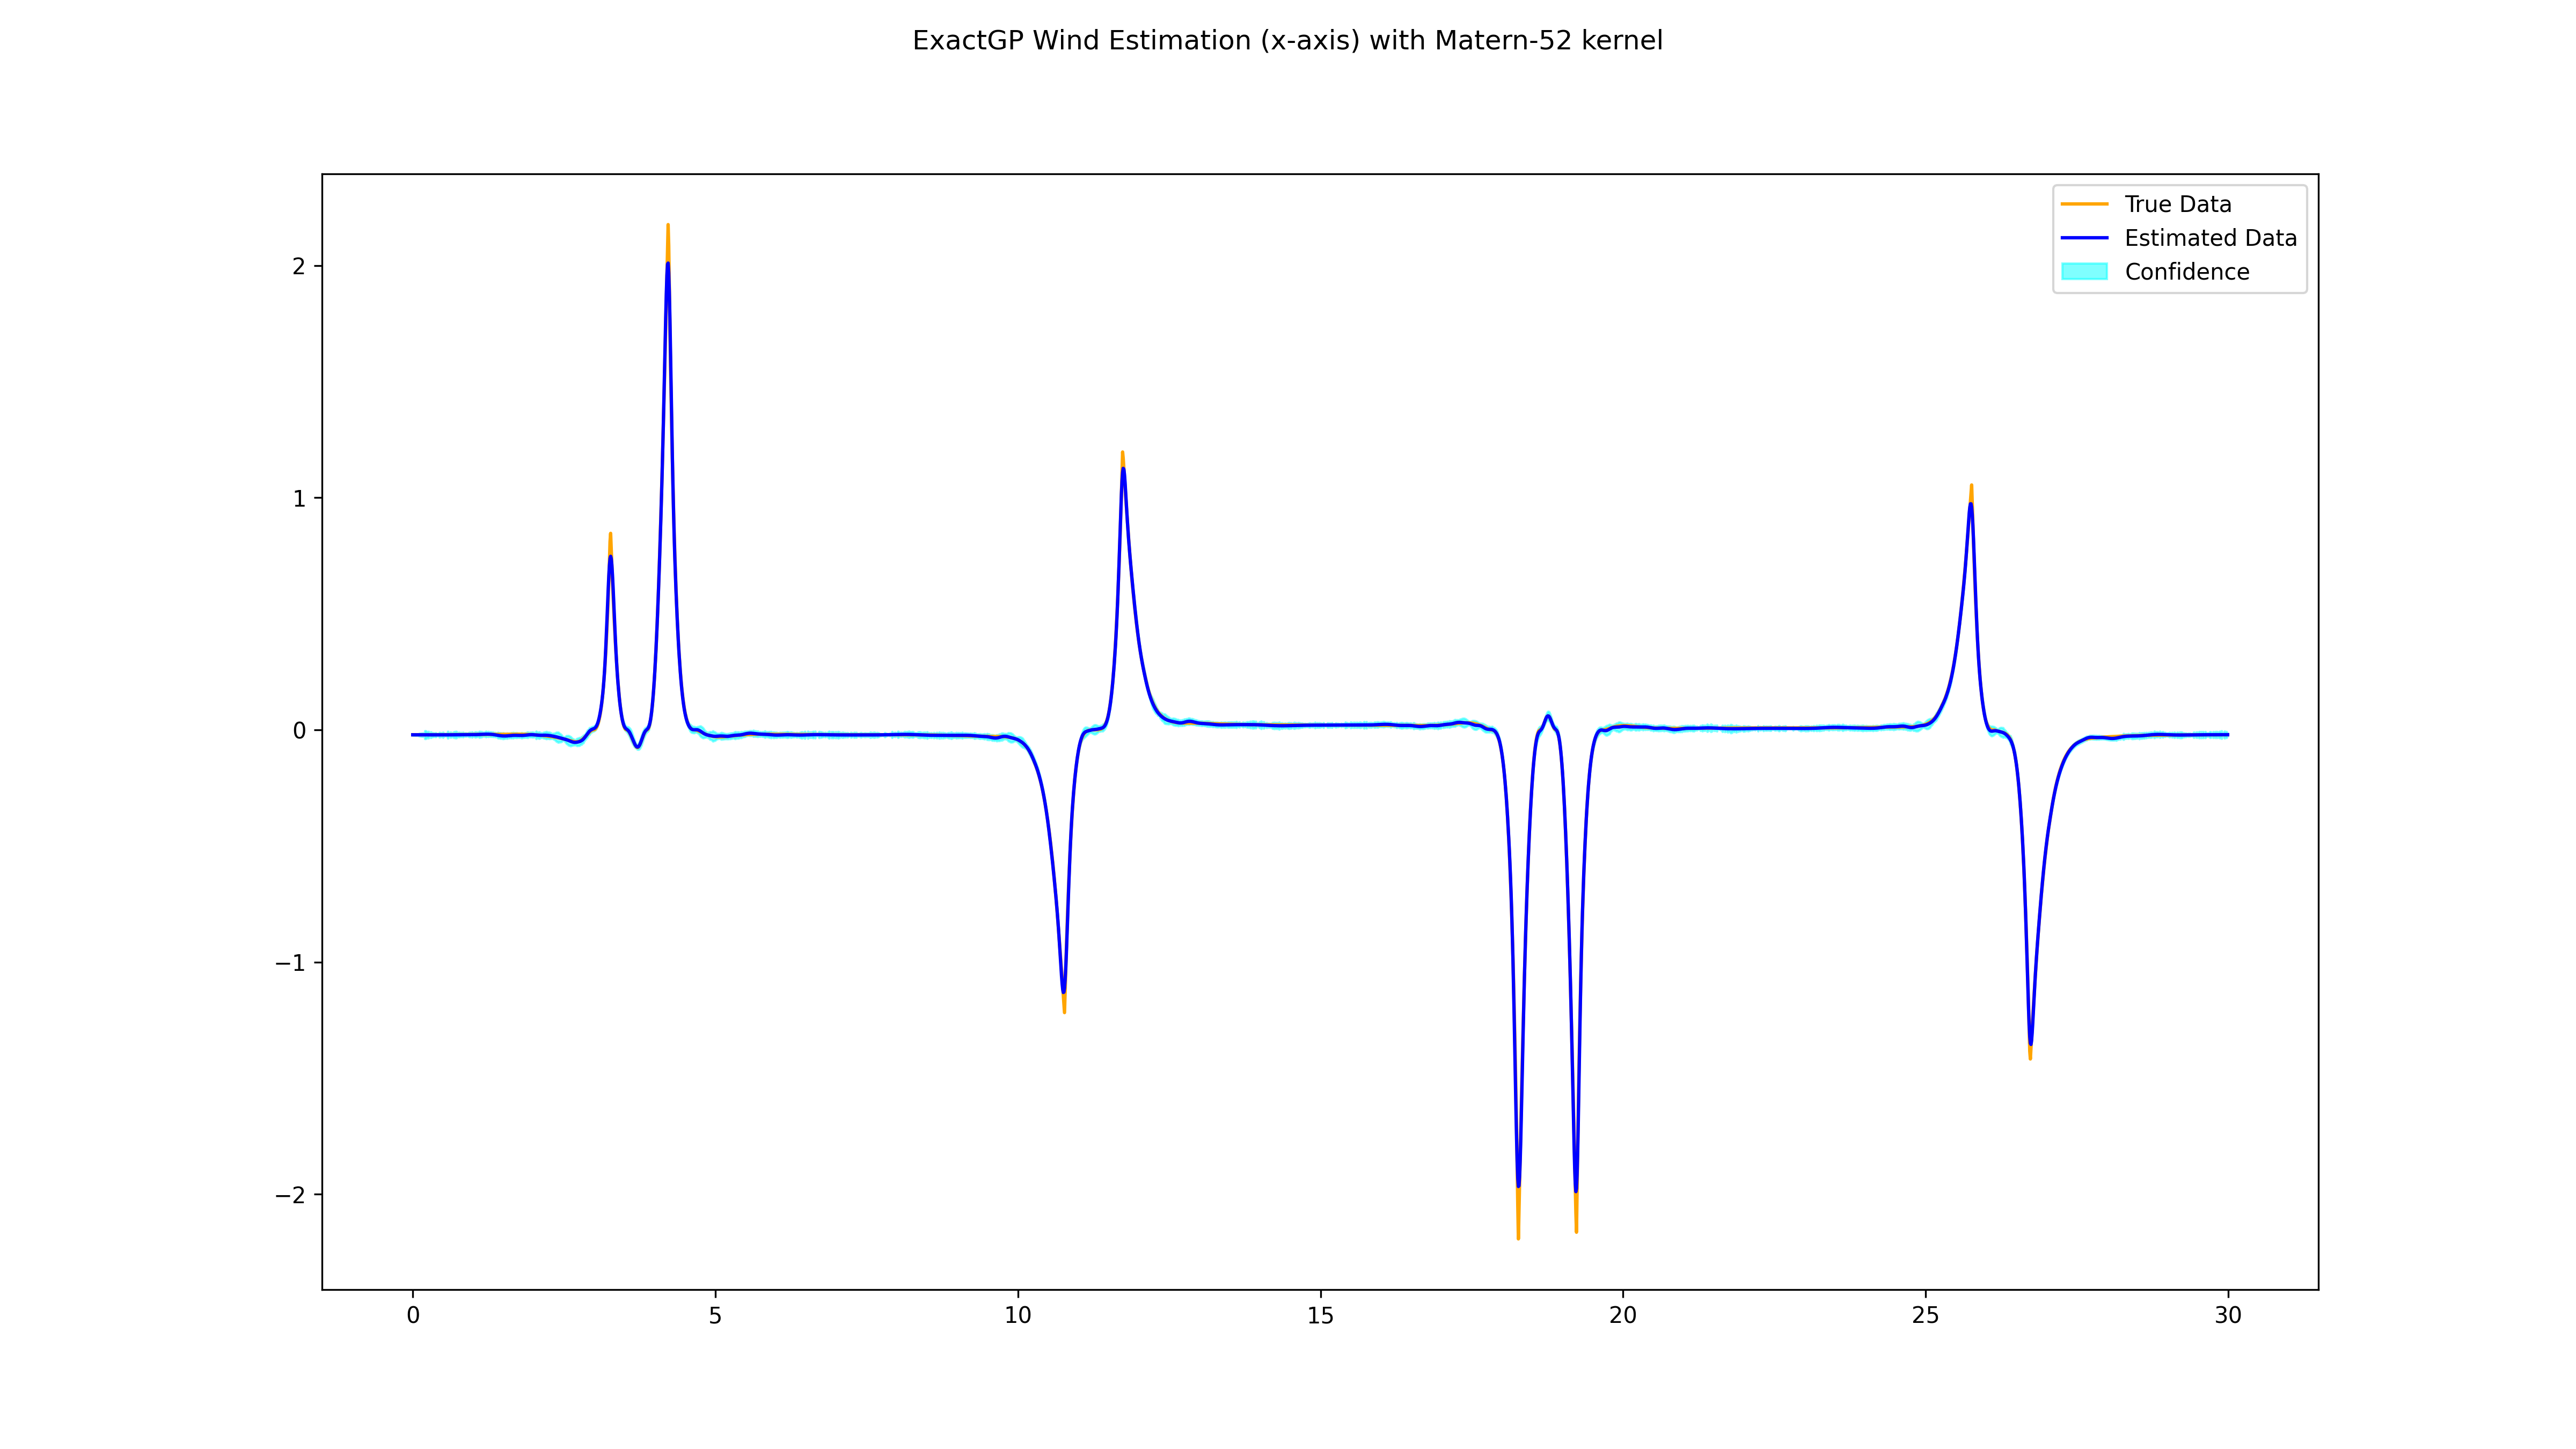 ExactGP Wind Estimation (x-axis) with Matern-52 kernel
True Data
Estimated Data
Confidence
2
1
0
−1
−2
0 5 10 15 20 25 30